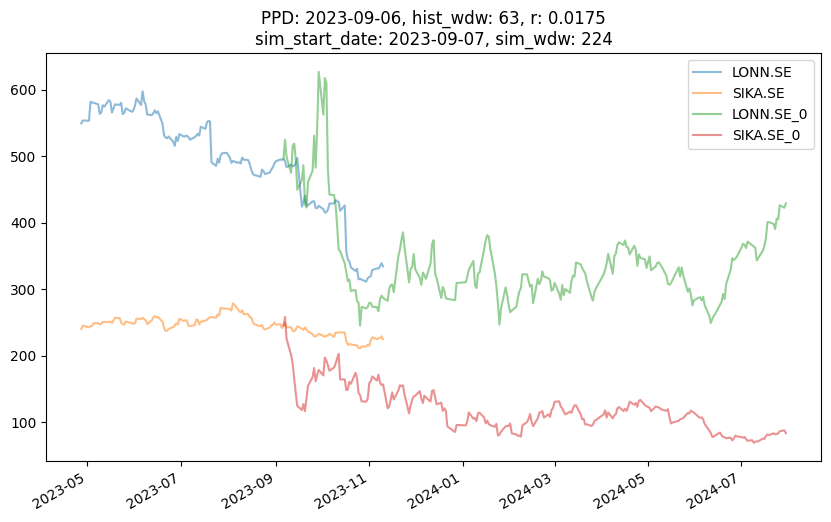 PPD: 2023-09-06, hist_wdw: 63, r: 0.0175
sim_start_date: 2023-09-07, sim_wdw: 224
LONN.SE
SIKA.SE
LONN.SE_0
SIKA.SE_0
600
500
400
300
200
100
2023-05
2023-07
2023-09
2023-11
2024-01
2024-03
2024-05
2024-07